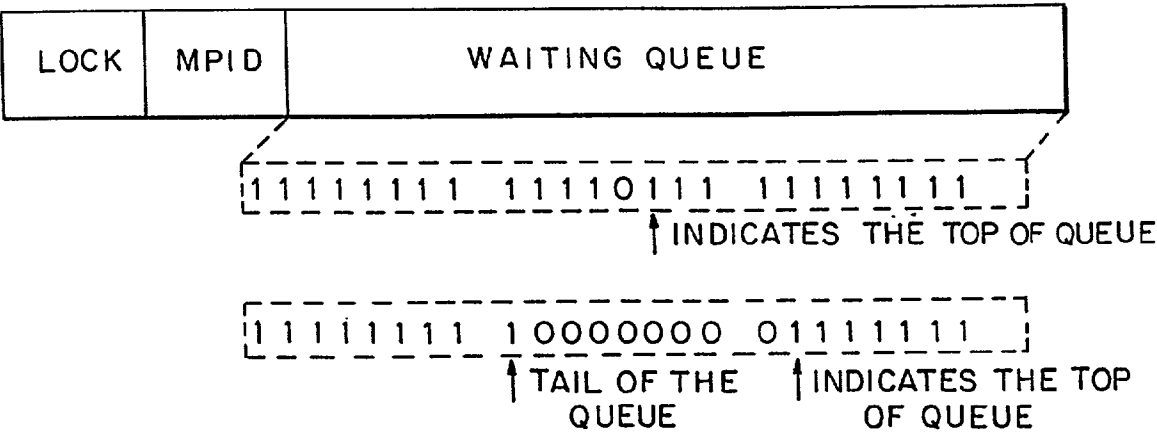 LOCK MPID WAITING QUEUE
11111111 11110111 11111111
INDICATES THE TOP OF QUEUE
11111111 10000000 01111111
TAIL OF THE QUEUE
INDICATES THE TOP OF QUEUE